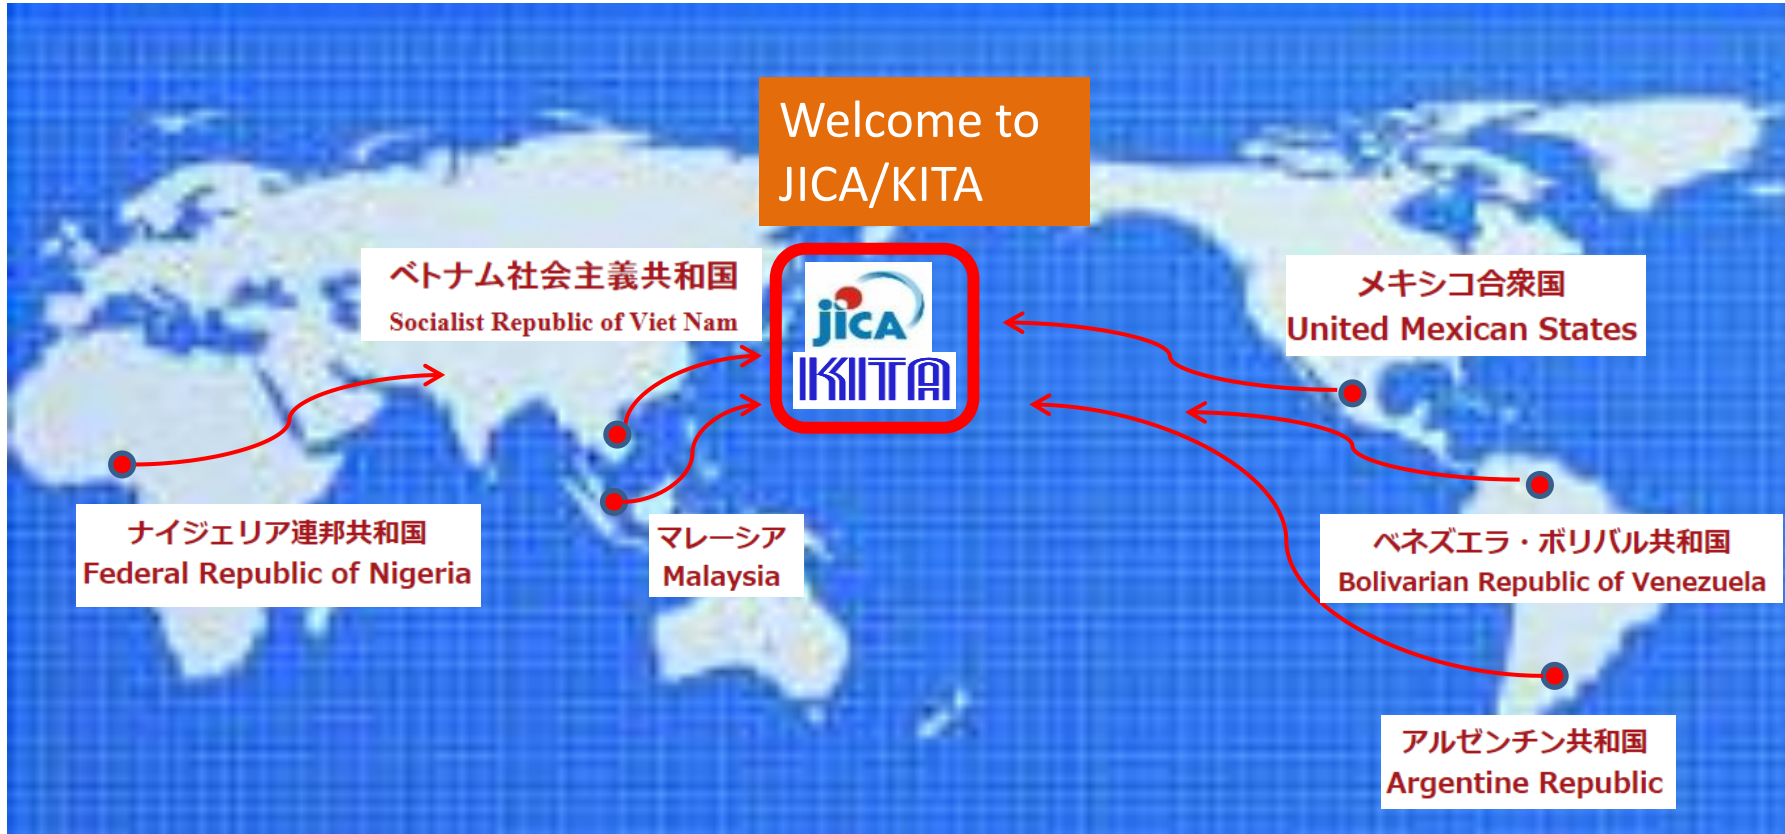 Welcome to
JICA/KITA
ベトナム社会主義共和国
Socialist Republic of Viet Nam
jICA
KITA
メキシコ合衆国
United Mexican States
ナイジェリア連邦共和国
Federal Republic of Nigeria
マレーシア
Malaysia
ベネズエラ・ボリバル共和国
Bolivarian Republic of Venezuela
アルゼンチン共和国
Argentine Republic